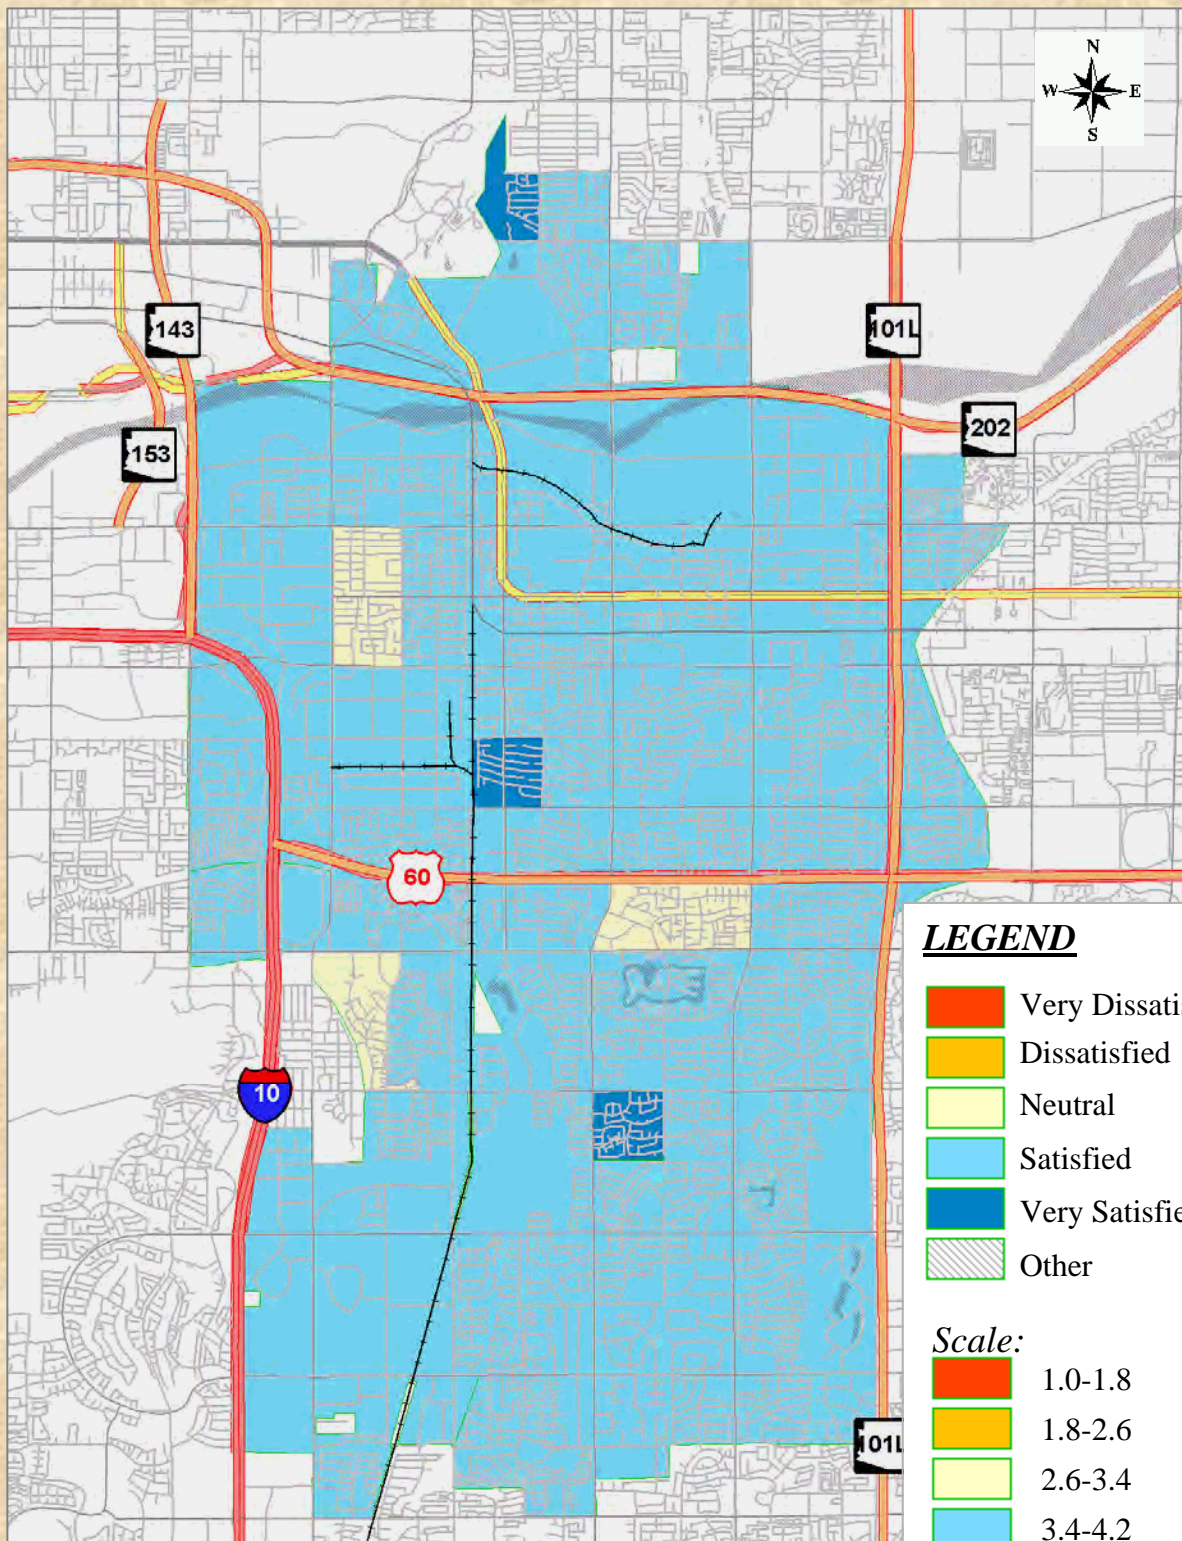 N
W E
S
143
101L
202
153
60
LEGEND
Very Dissatis
Dissatisfied
Neutral
10
Satisfied
Very Satisfie
Other
Scale:
1.0-1.8
1.8-2.6
101L
2.6-3.4
3.4-4.2